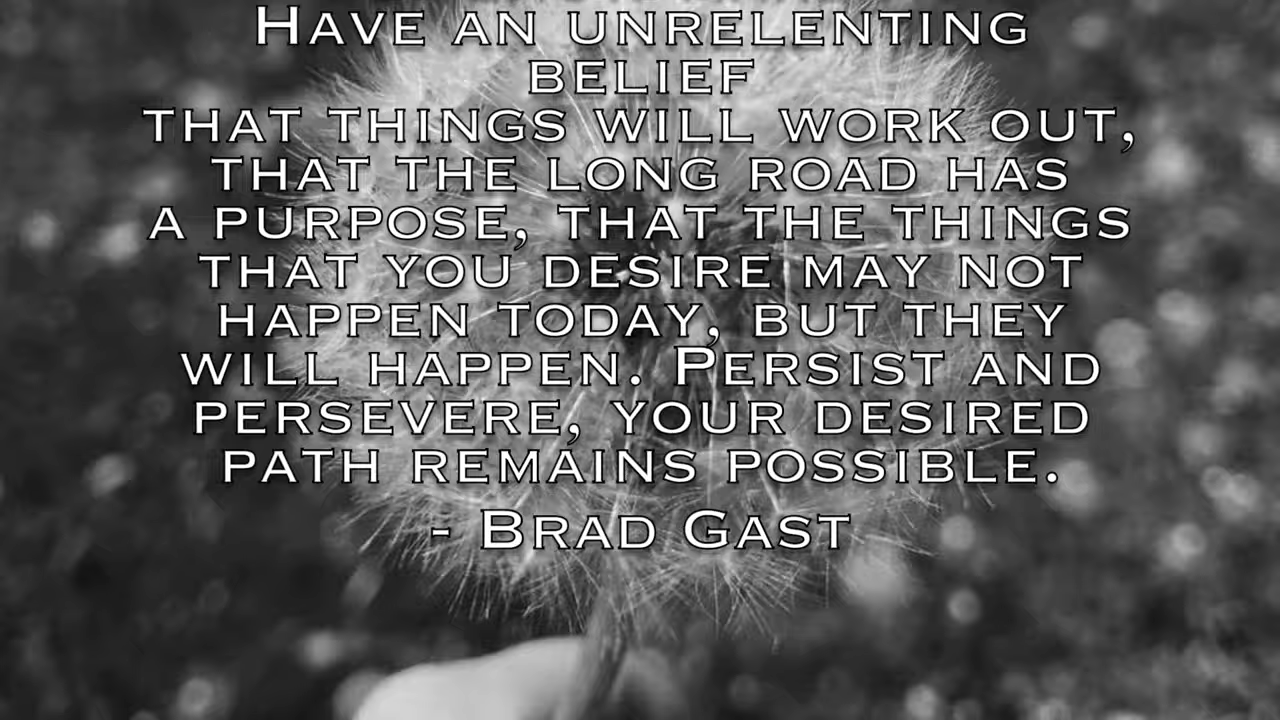 Have an unrelenting
belief
that things will work out,
that the long road has
a purpose, that the things
that you desire may not
happen today, but they
will happen. Persist and
persevere, your desired
path remains possible.
- Brad Gast